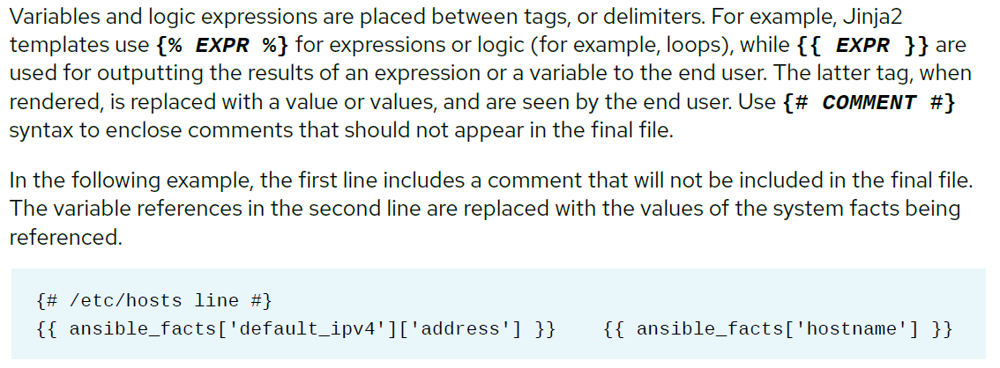 Variables and logic expressions are placed between tags, or delimiters. For example, Jinja2
templates use {% EXPR %} for expressions or logic (for example, loops), while {{ EXPR }} are
used for outputting the results of an expression or a variable to the end user. The latter tag, when
rendered, is replaced with a value or values, and are seen by the end user. Use {# COMMENT #}
syntax to enclose comments that should not appear in the final file.
In the following example, the first line includes a comment that will not be included in the final file.
The variable references in the second line are replaced with the values of the system facts being
referenced.
{# /etc/hosts line #}
{{ ansible_facts['default_ipv4']['address'] }}    {{ ansible_facts['hostname'] }}